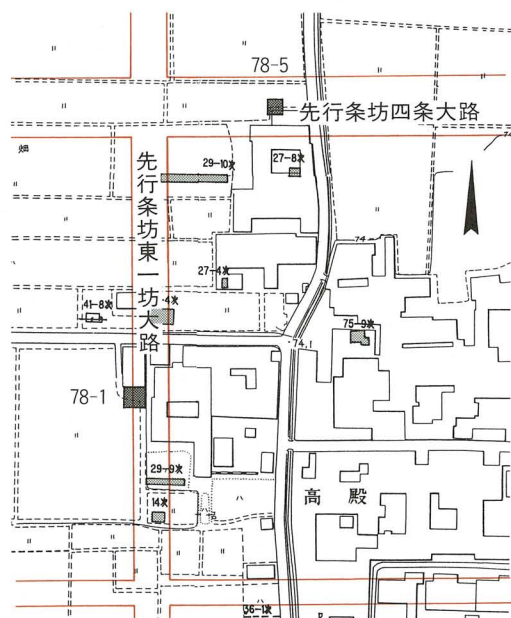 78-5
先行条坊四条大路
畑
29-10次
27-8次
先行条坊東一坊大路
74
27-4次
41-8次
-4次
75-9次
74.1
78-1
29-9次
高殿
14次
36-1次